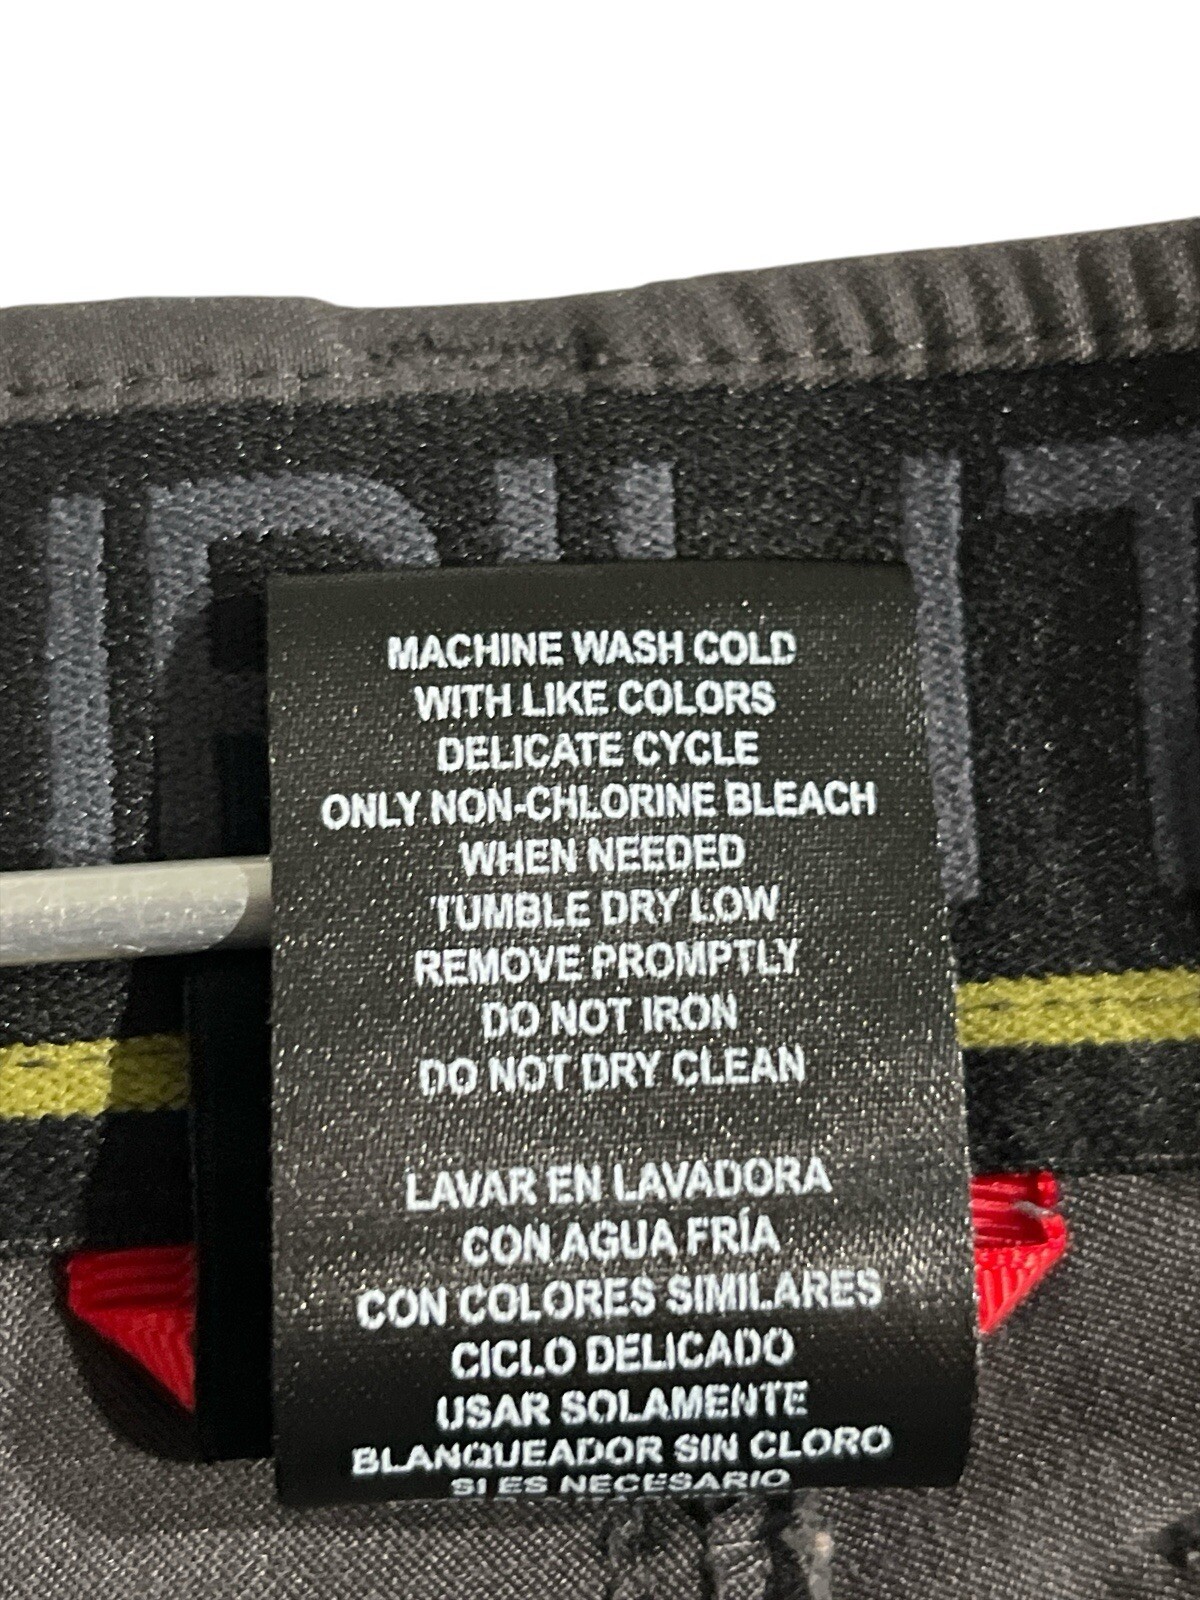 MACHINE WASH COLD
WITH LIKE COLORS
DELICATE CYCLE
ONLY NON-CHLORINE BLEACH
WHEN NEEDED
TUMBLE DRY LOW
REMOVE PROMPTLY
DO NOT IRON
DO NOT DRY CLEAN
LAVAR EN LAVADORA
CON AGUA FRÍA
CON COLORES SIMILARES
CICLO DELICADO
USAR SOLAMENTE
BLANQUEADOR SIN CLORO
SI ES NECESARIO